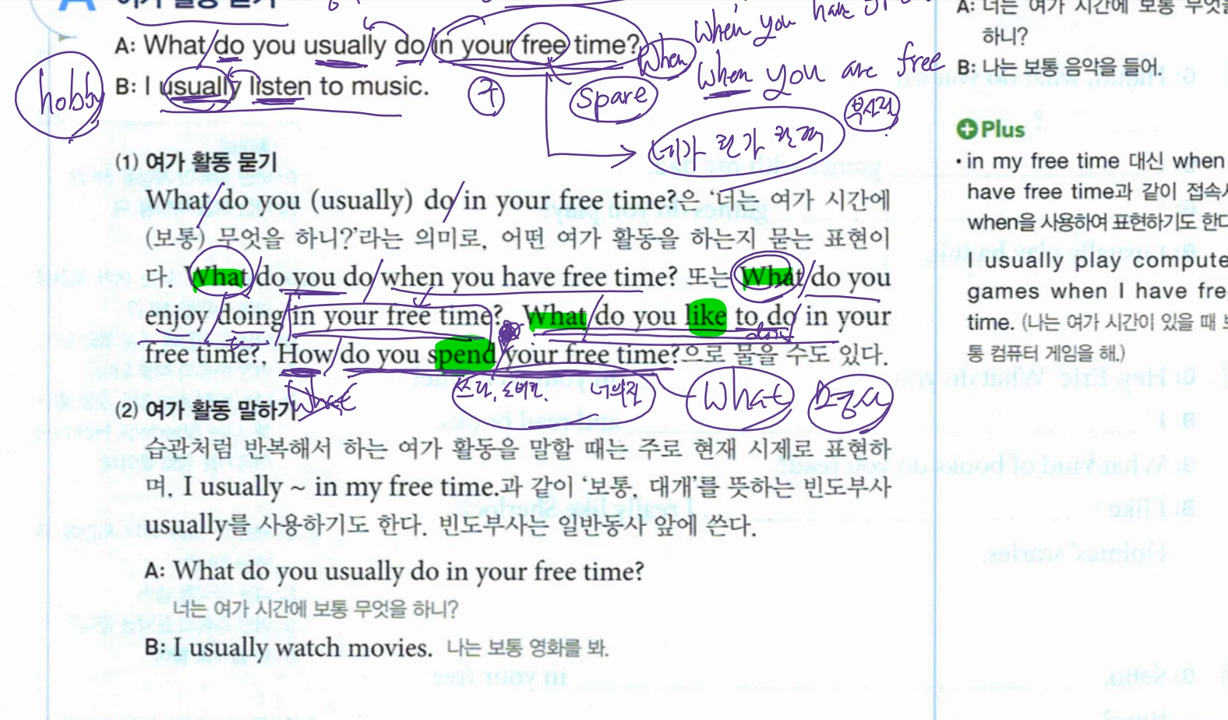 A 여가 활동 묻기
when you have
A: What do you usually do in your free time?
when
when you are free
hobby
B: I usually listen to music.
구
spare
네가 한가할 때
부사절
(1) 여가 활동 묻기
What do you (usually) do in your free time?은 '너는 여가 시간에
(보통) 무엇을 하니?'라는 의미로, 어떤 여가 활동을 하는지 묻는 표현이
다. What do you do when you have free time? 또는 What do you
enjoy doing in your free time?, What do you like to do in your
doing
free time?, How do you spend your free time?으로 물을 수도 있다.
What
What
(2) 여가 활동 말하기
습관처럼 반복해서 하는 여가 활동을 말할 때는 주로 현재 시제로 표현하
며, I usually ~ in my free time.과 같이 '보통, 대개'를 뜻하는 빈도부사
usually를 사용하기도 한다. 빈도부사는 일반동사 앞에 쓴다.
A: What do you usually do in your free time?
너는 여가 시간에 보통 무엇을 하니?
B: I usually watch movies. 나는 보통 영화를 봐.
A: 너는 여가 시간에 보통 무엇을
하니?
B: 나는 보통 음악을 들어.
Plus
• in my free time 대신 when
have free time과 같이 접속사
when을 사용하여 표현하기도 한다
I usually play compute
games when I have fre
time. (나는 여가 시간이 있을 때 보
통 컴퓨터 게임을 해.)